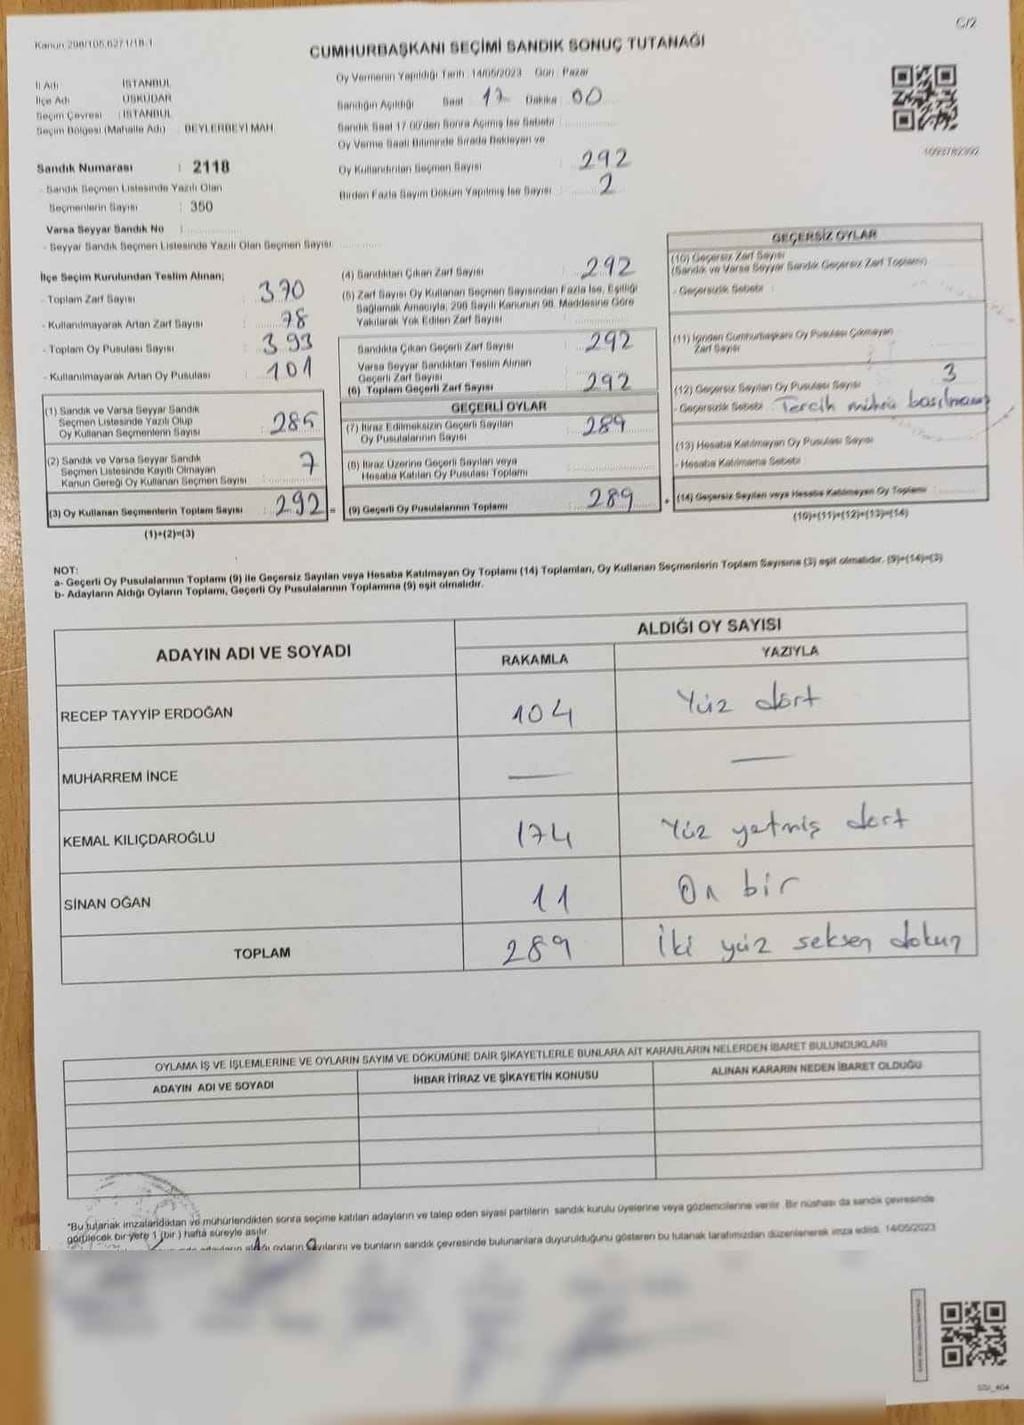 C/2
Kanun 298/105,6271/18-1
CUMHURBAŞKANI SEÇİMİ SANDIK SONUÇ TUTANAĞI
İl Adı İSTANBUL
İlçe Adı ÜSKÜDAR
Seçim Çevresi : İSTANBUL
Seçim Bölgesi (Mahalle Adı) : BEYLERBEYİ MAH
Oy Vermenin Yapıldığı Tarih 14/05/2023 Gün : Pazar
Sandığın Açıldığı Saat 17 Dakika 00
Sandık Saat 17.00'den Sonra Açılmış İse Sebebi
Oy Verme Saati Bitiminde Sırada Bekleyen ve
Oy Kullandırılan Seçmen Sayısı 292
Birden Fazla Sayım Döküm Yapılmış İse Sayısı 2
1093782392
Sandık Numarası : 2118
- Sandık Seçmen Listesinde Yazılı Olan
Seçmenlerin Sayısı : 350
Varsa Seyyar Sandık No
- Seyyar Sandık Seçmen Listesinde Yazılı Olan Seçmen Sayısı
İlçe Seçim Kurulundan Teslim Alınan;
- Toplam Zarf Sayısı 370
- Kullanılmayarak Artan Zarf Sayısı 78
- Toplam Oy Pusulası Sayısı 393
- Kullanılmayarak Artan Oy Pusulası 101
(1) Sandık ve Varsa Seyyar Sandık
Seçmen Listesinde Yazılı Olup
Oy Kullanan Seçmenlerin Sayısı 285
(2) Sandık ve Varsa Seyyar Sandık
Seçmen Listesinde Kayıtlı Olmayan
Kanun Gereği Oy Kullanan Seçmen Sayısı 7
(3) Oy Kullanan Seçmenlerin Toplam Sayısı 292 =
(1)+(2)=(3)
(4) Sandıktan Çıkan Zarf Sayısı : 292
(5) Zarf Sayısı Oy Kullanan Seçmen Sayısından Fazla İse, Eşitliği
Sağlamak Amacıyla, 298 Sayılı Kanunun 98. Maddesine Göre
Yakılarak Yok Edilen Zarf Sayısı
Sandıkta Çıkan Geçerli Zarf Sayısı 292
Varsa Seyyar Sandıktan Teslim Alınan
Geçerli Zarf Sayısı
(6) Toplam Geçerli Zarf Sayısı 292
GEÇERLİ OYLAR
(7) İtiraz Edilmeksizin Geçerli Sayılan
Oy Pusulalarının Sayısı 289
(8) İtiraz Üzerine Geçerli Sayılan veya
Hesaba Katılan Oy Pusulası Toplamı
(9) Geçerli Oy Pusulalarının Toplamı 289 +
GEÇERSİZ OYLAR
(10) Geçersiz Zarf Sayısı
(Sandık ve Varsa Seyyar Sandık Geçersiz Zarf Toplamı)
- Geçersizlik Sebebi
(11) İçinden Cumhurbaşkanı Oy Pusulası Çıkmayan
Zarf Sayısı
(12) Geçersiz Sayılan Oy Pusulası Sayısı 3
- Geçersizlik Sebebi Tercih mührü basılmamış
(13) Hesaba Katılmayan Oy Pusulası Sayısı
- Hesaba Katılmama Sebebi
(14) Geçersiz Sayılan veya Hesaba Katılmayan Oy Toplamı
(10)+(11)+(12)+(13)=(14)
NOT:
a- Geçerli Oy Pusulalarının Toplamı (9) ile Geçersiz Sayılan veya Hesaba Katılmayan Oy Toplamı (14) Toplamları, Oy Kullanan Seçmenlerin Toplam Sayısına (3) eşit olmalıdır. (9)+(14)=(3)
b- Adayların Aldığı Oyların Toplamı, Geçerli Oy Pusulalarının Toplamına (9) eşit olmalıdır.
ADAYIN ADI VE SOYADI ALDIĞI OY SAYISI
RAKAMLA YAZIYLA
RECEP TAYYİP ERDOĞAN 104 Yüz dört
MUHARREM İNCE — —
KEMAL KILIÇDAROĞLU 174 Yüz yetmiş dört
SİNAN OĞAN 11 On bir
TOPLAM 289 İki yüz seksen dokuz
OYLAMA İŞ VE İŞLEMLERİNE VE OYLARIN SAYIM VE DÖKÜMÜNE DAİR ŞİKAYETLERLE BUNLARA AİT KARARLARIN NELERDEN İBARET BULUNDUKLARI
ADAYIN ADI VE SOYADI İHBAR İTİRAZ VE ŞİKAYETİN KONUSU ALINAN KARARIN NEDEN İBARET OLDUĞU
*Bu tutanak imzalandıktan ve mühürlendikten sonra seçime katılan adayların ve talep eden siyasi partilerin sandık kurulu üyelerine veya gözlemcilerine verilir. Bir nüshası da sandık çevresinde
görülecek bir yere 1 (bir ) hafta süreyle asılır.
adayların aldığı oyların sayılarını ve bunların sandık çevresinde bulunanlara duyurulduğunu gösteren bu tutanak tarafımızdan düzenlenerek imza edildi. 14/05/2023